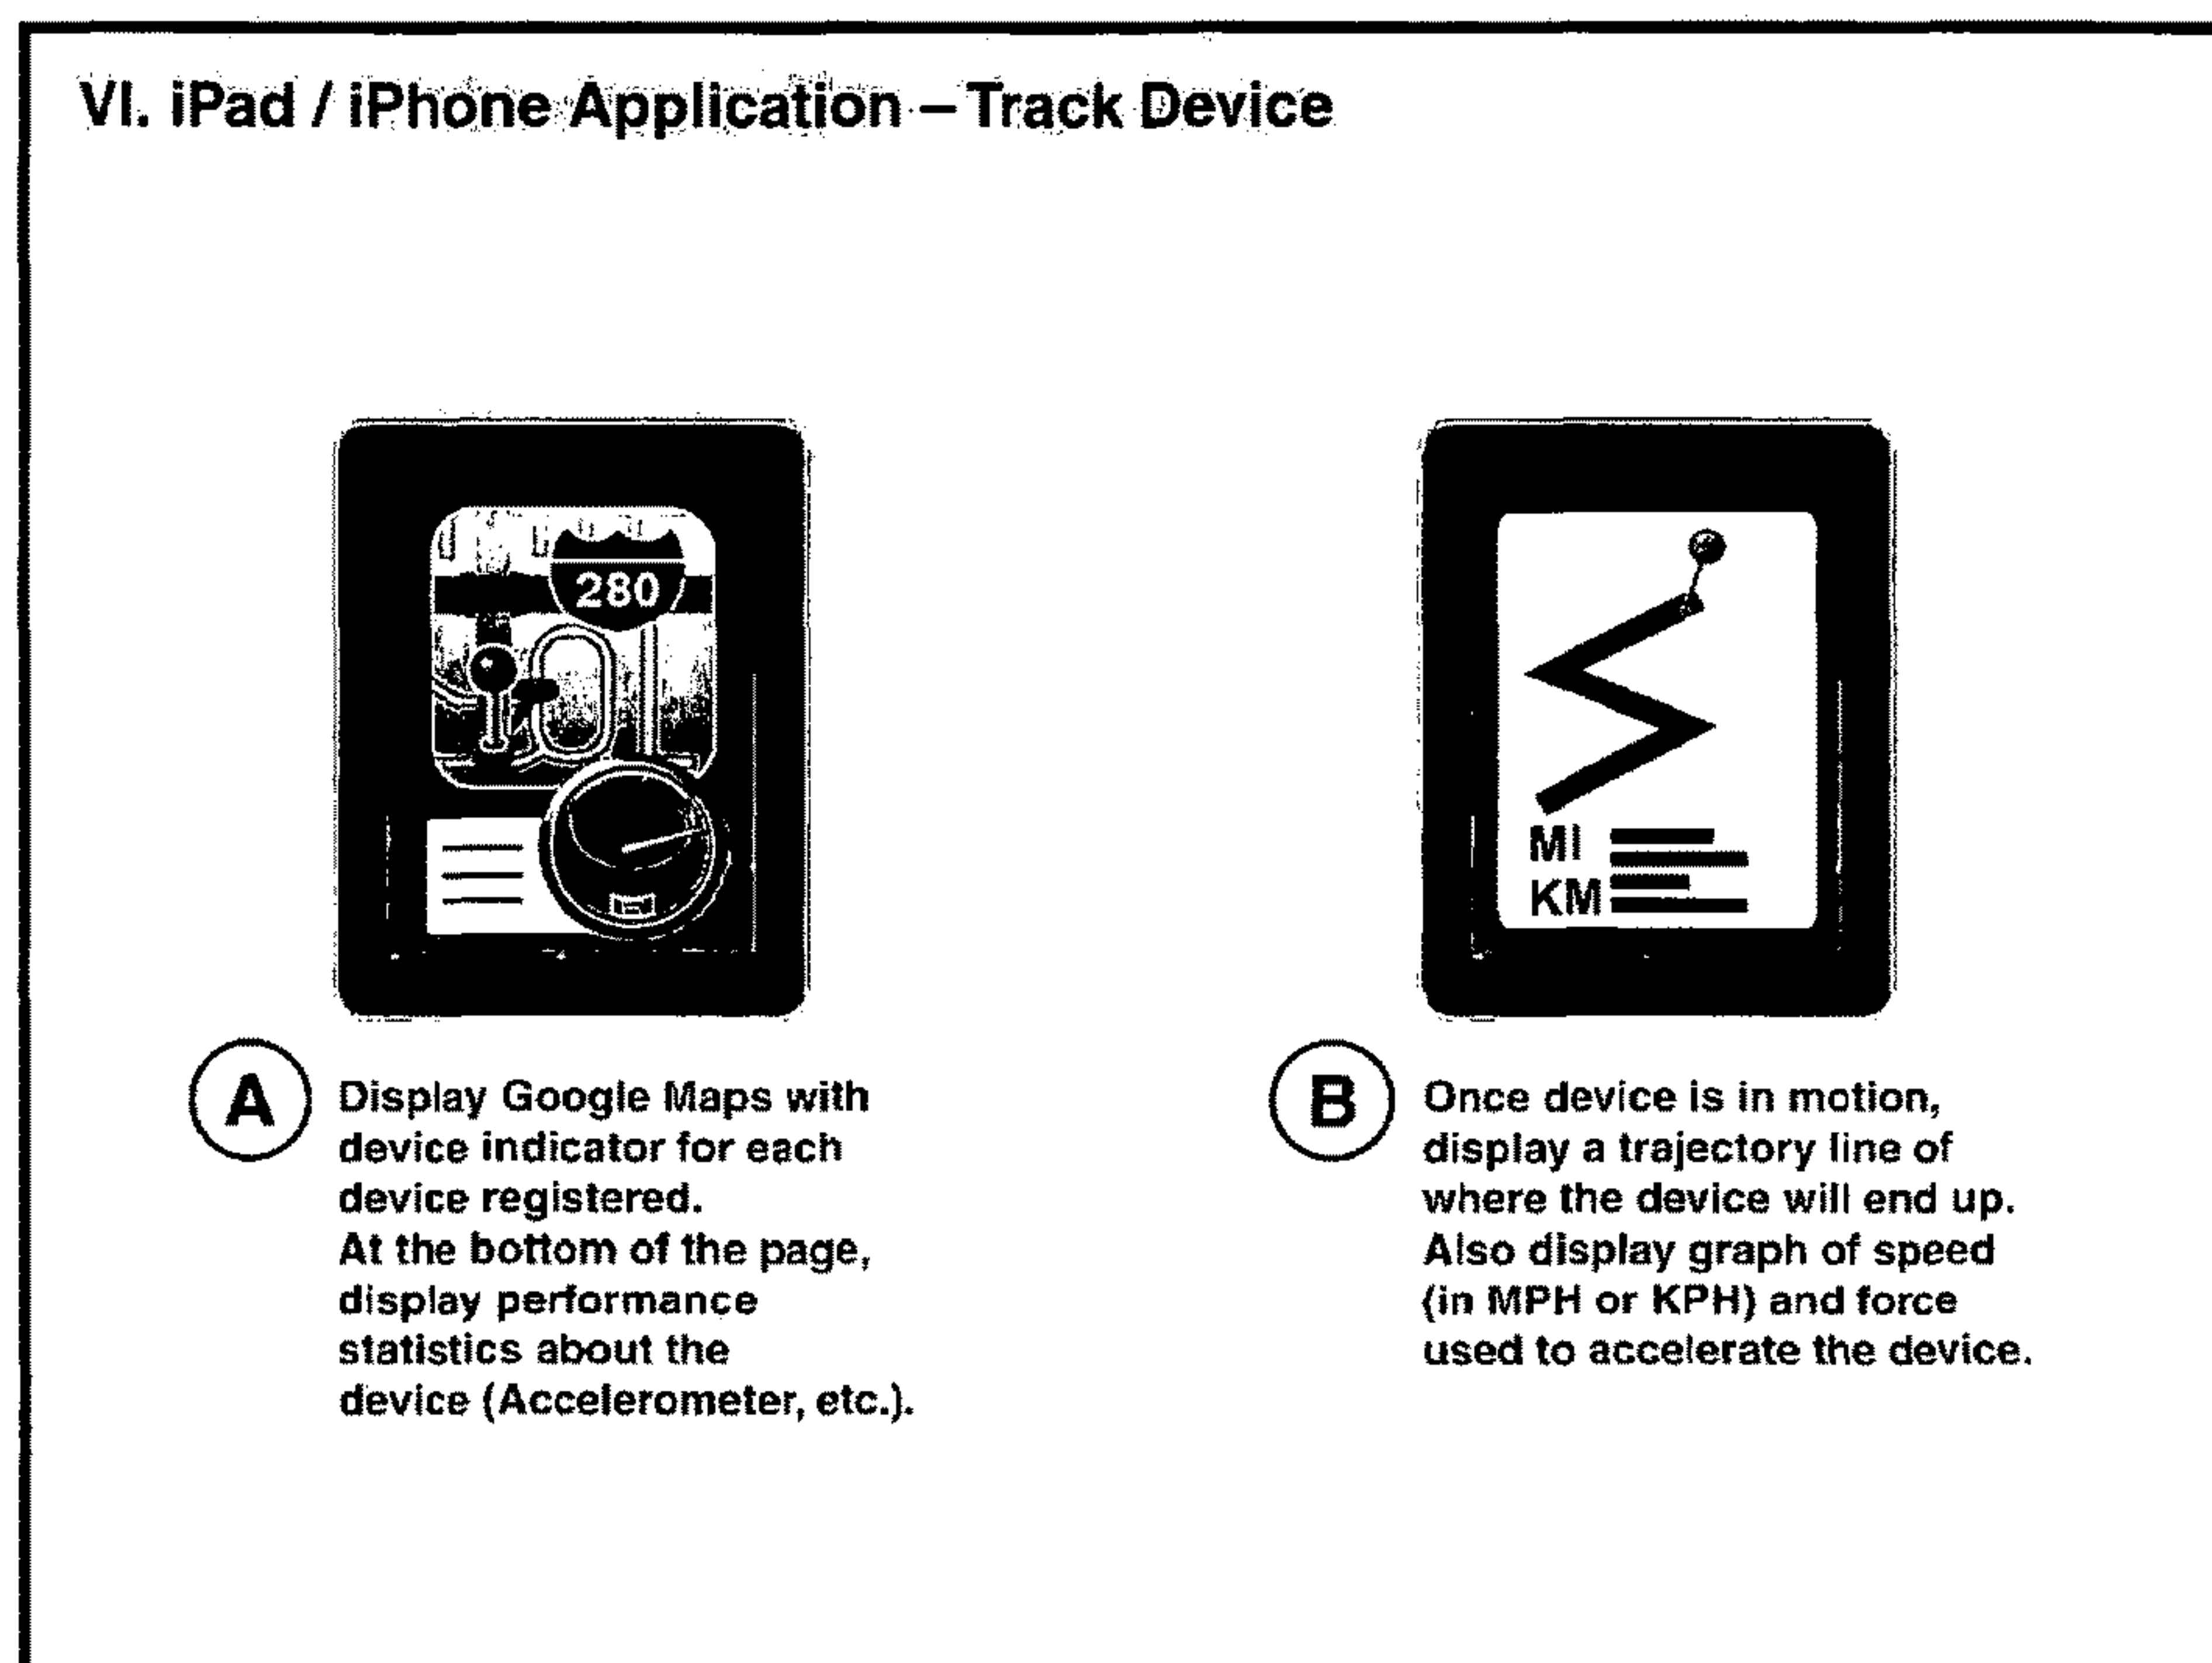 VI. iPad / iPhone Application – Track Device
280
MI
KM
A
Display Google Maps with
device indicator for each
device registered.
At the bottom of the page,
display performance
statistics about the
device (Accelerometer, etc.).
B
Once device is in motion,
display a trajectory line of
where the device will end up.
Also display graph of speed
(in MPH or KPH) and force
used to accelerate the device.